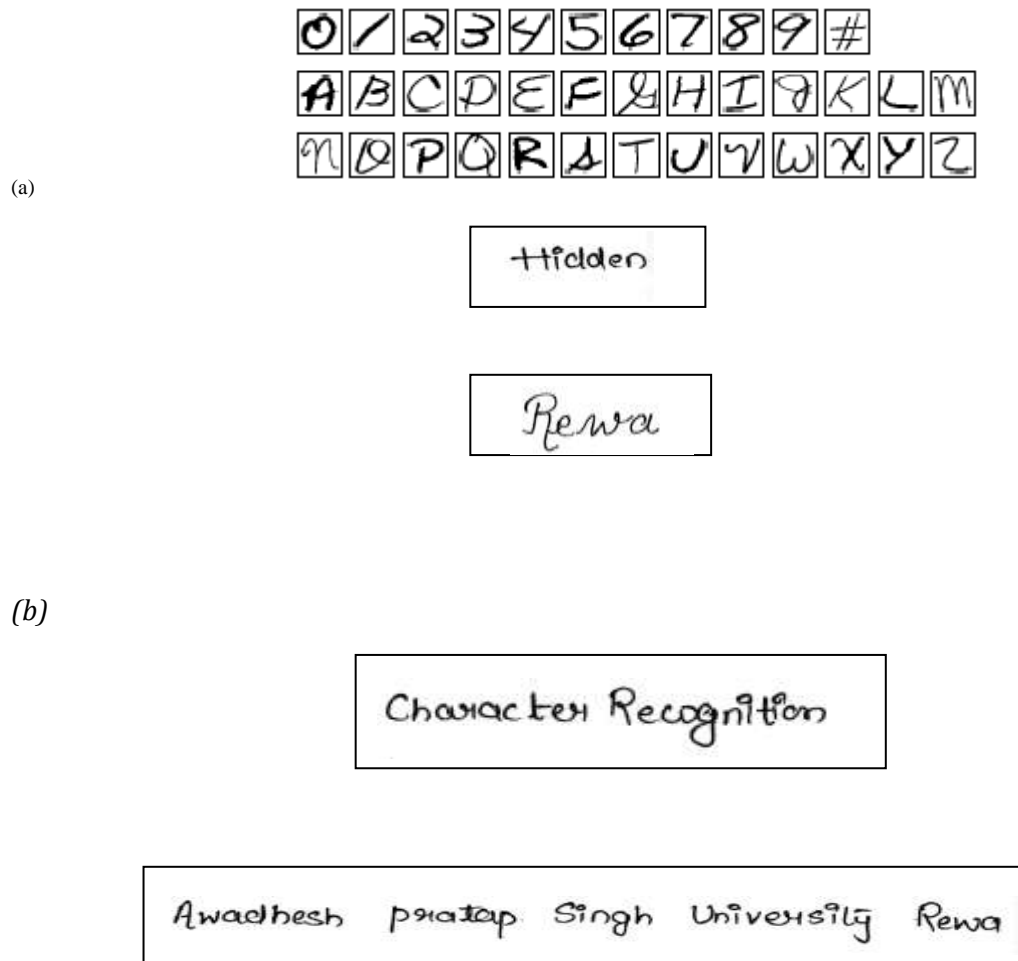 0 1 2 3 4 5 6 7 8 9 #
A B C D E F G H I J K L M
N O P Q R S T U V W X Y Z
(a)
Hidden
Rewa
(b)
Character Recognition
Awadhesh pratap Singh University Rewa